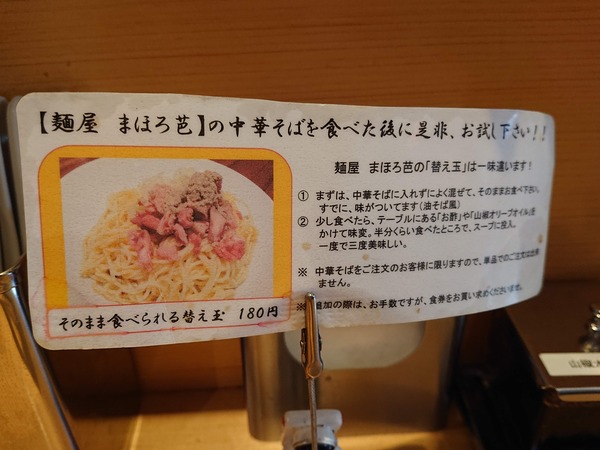 【麺屋 まほろ芭】の中華そばを食べた後に是非、お試し下さい!!
麺屋 まほろ芭の「替え玉」は一味違います!
① まずは、中華そばに入れずによく混ぜて、そのままお食べ下さい。
すでに、味がついてます(油そば風)
② 少し食べたら、テーブルにある「お酢」や「山椒オリーブオイル」を
かけて味変。半分くらい食べたところで、スープに投入。
一度で三度美味しい。
※ 中華そばをご注文のお客様に限りますので、単品でのご注文は出来
ません。
※ 追加の際は、お手数ですが、食券をお買い求めくださいませ。
そのまま食べられる替え玉 180円
山椒